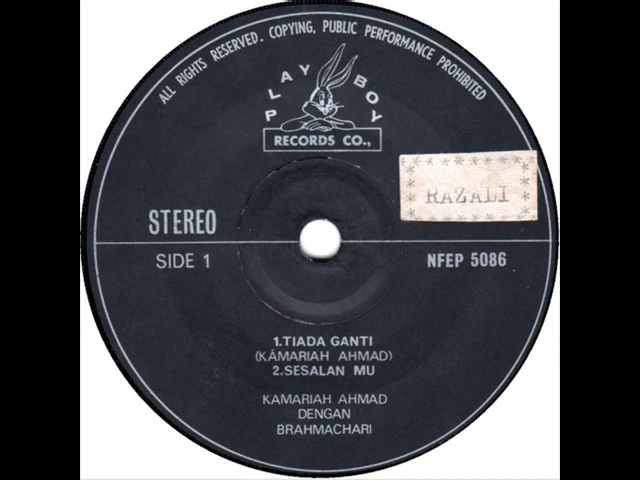 ALL RIGHTS RESERVED. COPYING, PUBLIC PERFORMANCE PROHIBITED
PLAY BOY
RECORDS CO.,
RAZALI
STEREO
SIDE 1
NFEP 5086
1.TIADA GANTI
(KÂMARIAH AHMAD)
2.SESALAN MU
KAMARIAH AHMAD
DENGAN
BRAHMACHARI